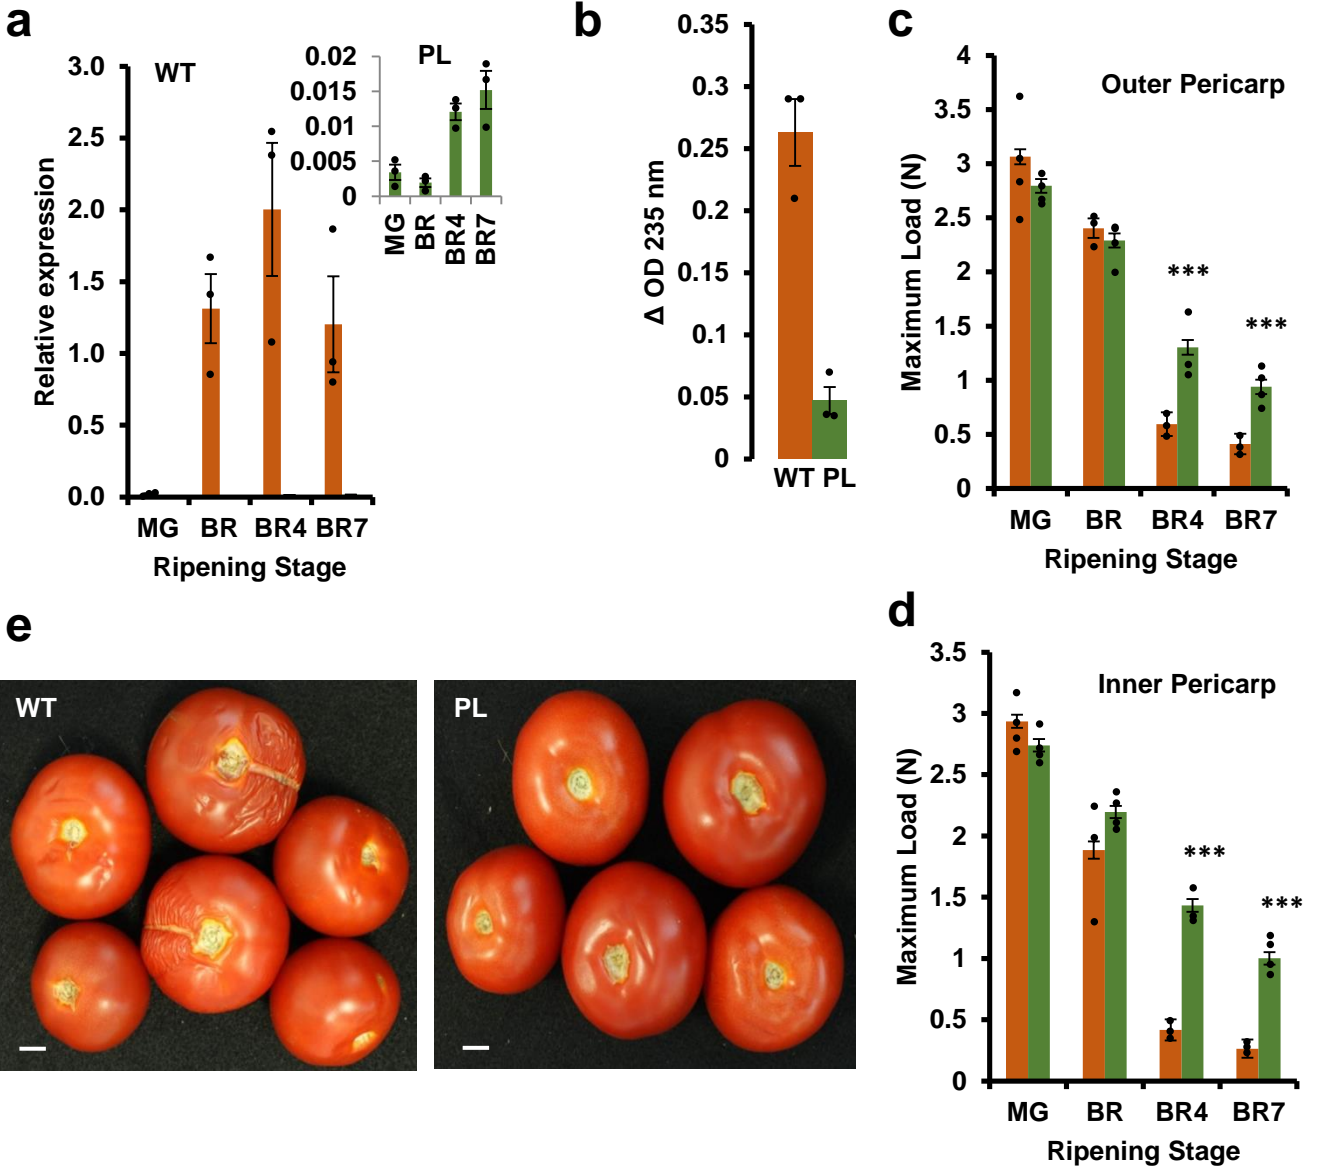 a
WT
Relative expression
3.0
2.5
2.0
1.5
1.0
0.5
0.0
MG BR BR4 BR7
Ripening Stage
PL
0.02
0.015
0.01
0.005
0
MG BR BR4 BR7
b
Δ OD 235 nm
0.35
0.3
0.25
0.2
0.15
0.1
0.05
0
WT PL
c
Outer Pericarp
Maximum Load (N)
4
3.5
3
2.5
2
1.5
1
0.5
0
***
***
MG BR BR4 BR7
Ripening Stage
d
Inner Pericarp
Maximum Load (N)
3.5
3
2.5
2
1.5
1
0.5
0
***
***
MG BR BR4 BR7
Ripening Stage
e
WT
PL